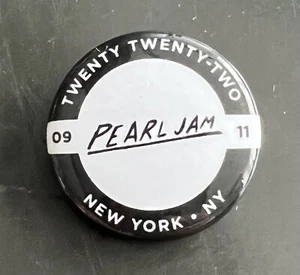 TWENTY TWENTY-TWO
09 PEARL JAM 11
NEW YORK • NY